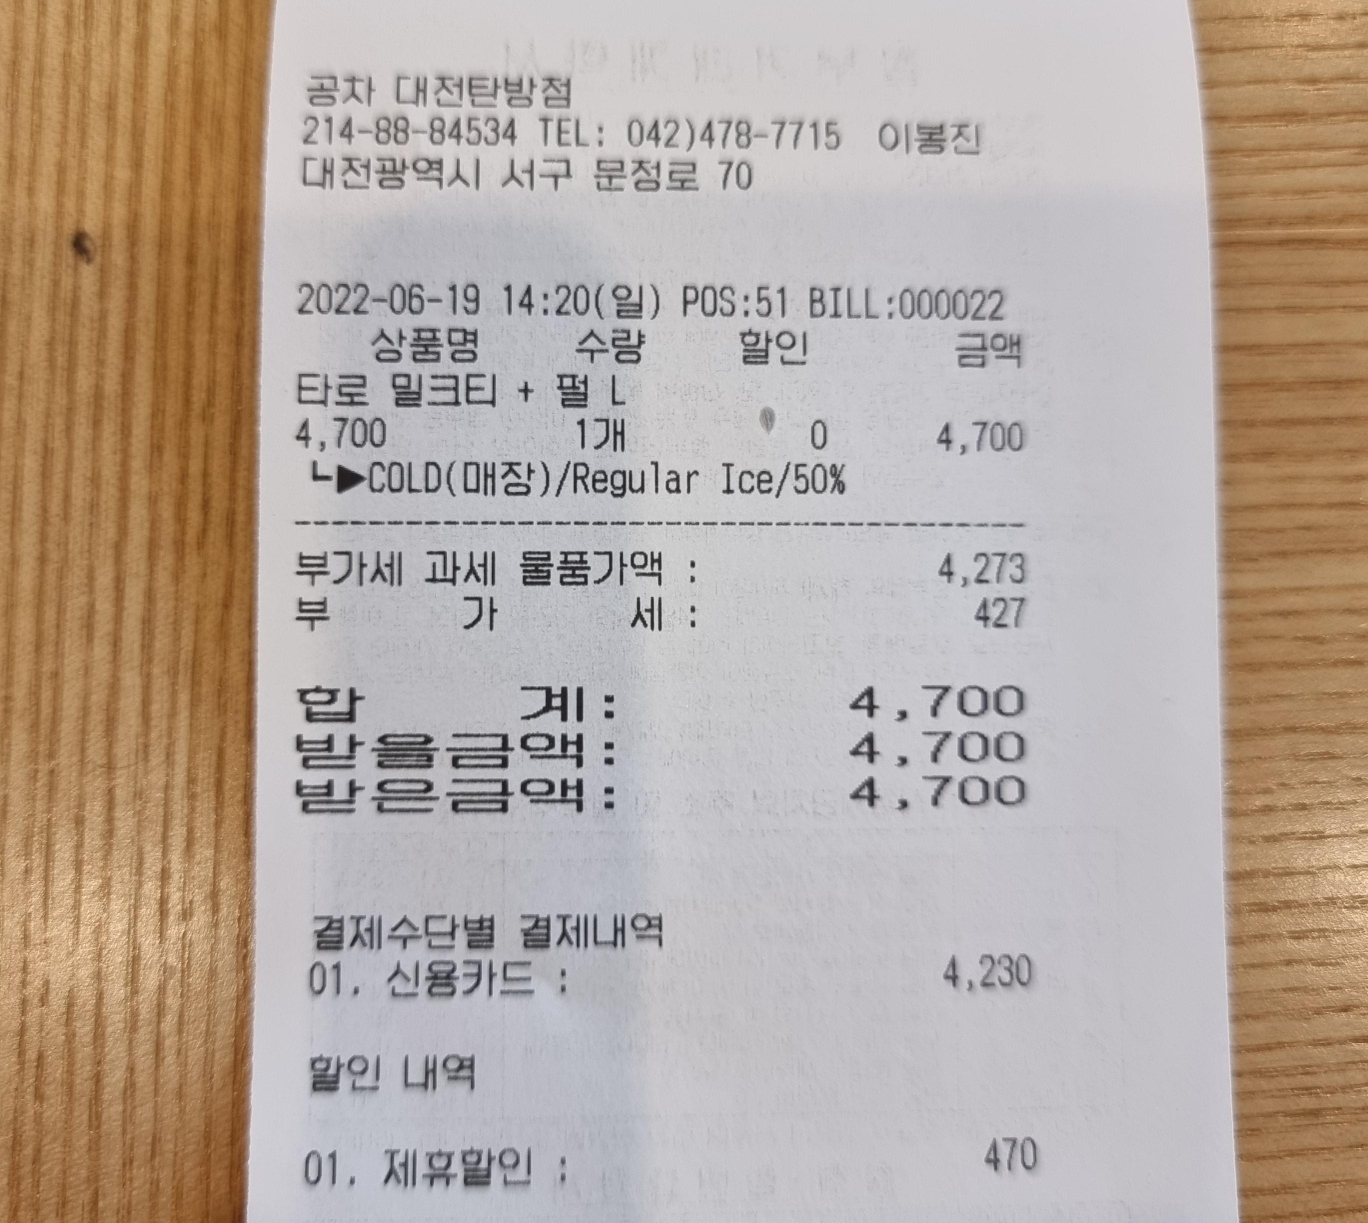 공차 대전탄방점
214-88-84534 TEL: 042)478-7715 이봉진
대전광역시 서구 문정로 70
2022-06-19 14:20(일) POS:51 BILL:000022
상품명 수량 할인 금액
타로 밀크티 + 펄 L
4,700 1개 0 4,700
┗▶COLD(매장)/Regular Ice/50%
--------------------------------------
부가세 과세 물품가액 : 4,273
부 가 세 : 427
합 계: 4,700
받을금액: 4,700
받은금액: 4,700
결제수단별 결제내역
01. 신용카드 : 4,230
할인 내역
01. 제휴할인 : 470